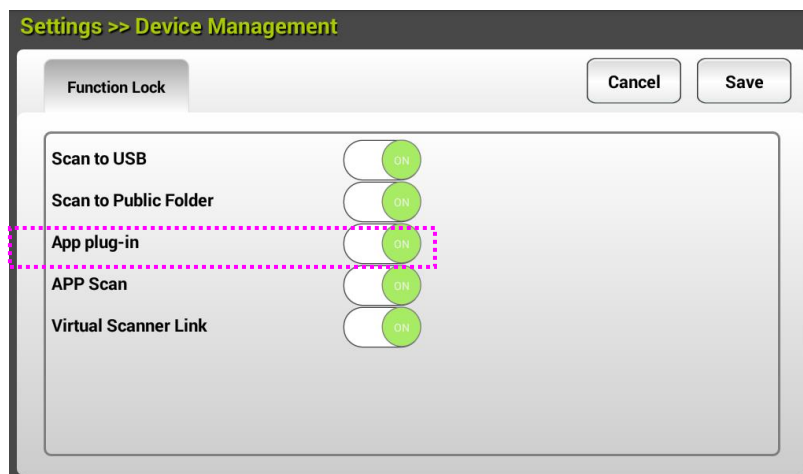 Settings >> Device Management
Function Lock
Cancel
Save
Scan to USB
ON
Scan to Public Folder
ON
App plug-in
ON
APP Scan
ON
Virtual Scanner Link
ON